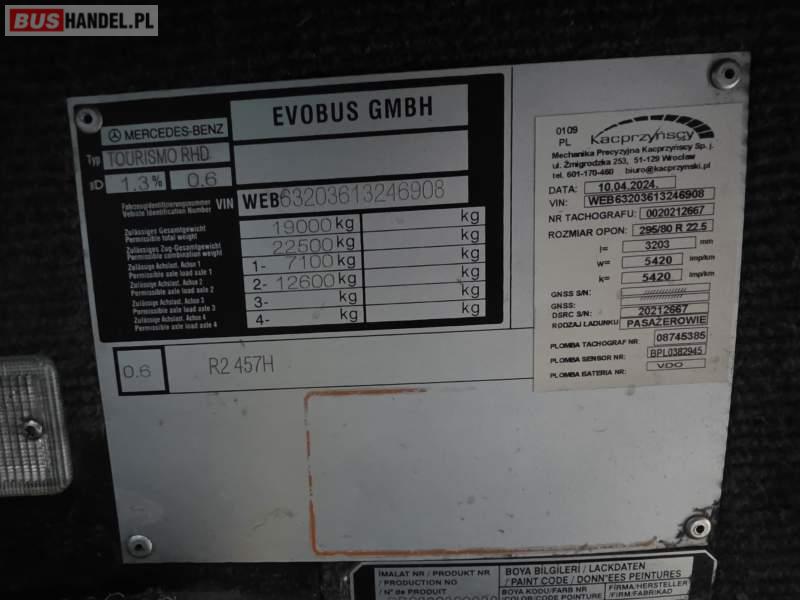 BUSHANDEL.PL
MERCEDES-BENZ
EVOBUS GMBH
Typ TOURISMO RHD
ID 1.3% 0.6
Fahrzeugidentifizierungsnummer
Vehicle Identification Number VIN WEB63203613246908
Zulässiges Gesamtgewicht
Permissible total weight 19000 kg kg
Zulässiges Zug-Gesamtgewicht
Permissible combination weight 22500 kg kg
Zulässige Achslast, Achse 1
Permissible axle load axle 1 1- 7100 kg kg
Zulässige Achslast, Achse 2
Permissible axle load axle 2 2- 12600 kg kg
Zulässige Achslast, Achse 3
Permissible axle load axle 3 3- kg kg
Zulässige Achslast, Achse 4
Permissible axle load axle 4 4- kg kg
0.6 R2 457H
0109
PL
Kacprzyńscy
Mechanika Precyzyjna Kacprzyńscy Sp. j.
ul. Żmigrodzka 253, 51-129 Wrocław
tel. 601-170-460 biuro@kacprzynski.pl
DATA: 10.04.2024.
VIN: WEB63203613246908
NR TACHOGRAFU: 0020212667
ROZMIAR OPON: 295/80 R 22.5
l= 3203 mm
w= 5420 imp/km
k= 5420 imp/km
GNSS S/N:
GNSS:
DSRC S/N: 20212667
RODZAJ ŁADUNKU: PASAŻEROWIE
PLOMBA TACHOGRAF NR: 08745385
PLOMBA SENSOR NR: BPL0382945
PLOMBA BATERIA NR: VDO
İMALAT NR / PRODUKT NR
/ PRODUCTION NO
/ N° de PRODUIT
BOYA BİLGİLERİ / LACKDATEN
/ PAINT CODE / DONN'EES PEINTURES
BOYA KODU/FARB NR
/COLOR CODE/POINTURE
FİRMA/HERSTELLER
/FIRM/FABRIKAD